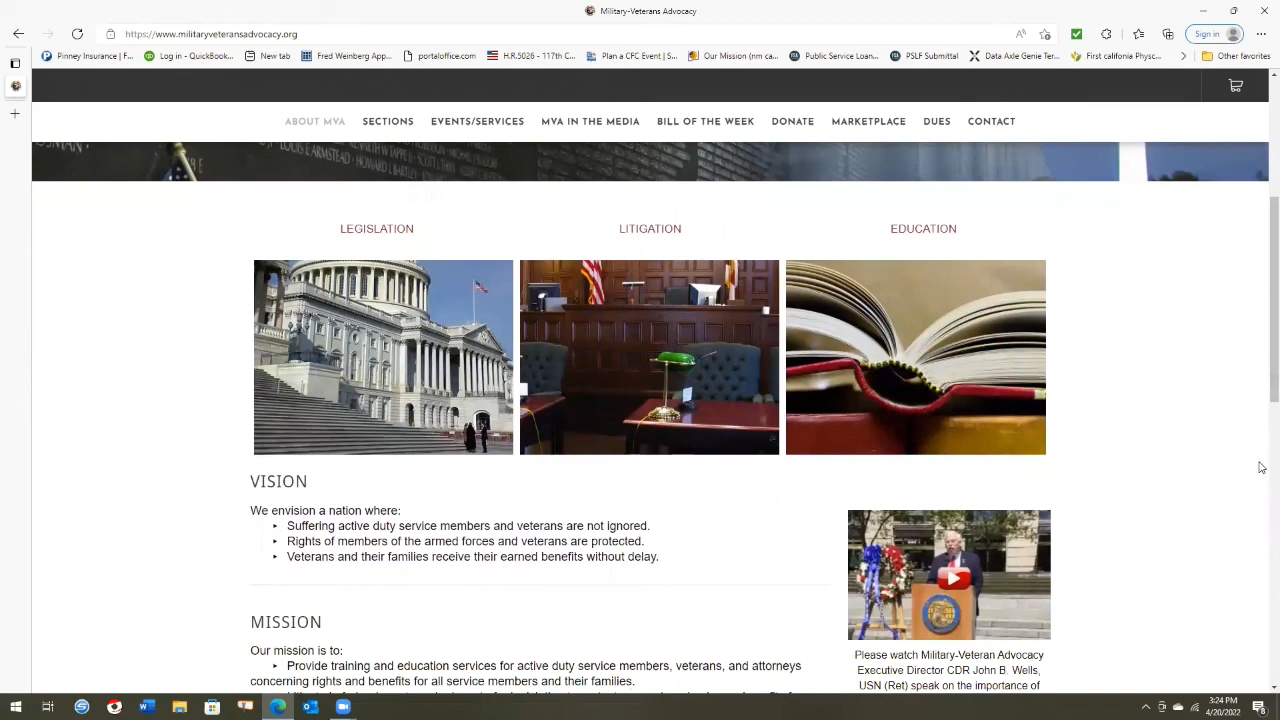 Military-Veterans Advocacy
https://www.militaryveteransadvocacy.org
Sign in
Pinney Insurance | F...
Log in - QuickBook...
New tab
Fred Weinberg App...
portaloffice.com
H.R.5026 - 117th C...
Plan a CFC Event | S...
Our Mission (nm ca...
Public Service Loan...
PSLF Submittal
Data Axle Genie Ter...
First california Phys...
Other favorites
ABOUT MVA SECTIONS EVENTS/SERVICES MVA IN THE MEDIA BILL OF THE WEEK DONATE MARKETPLACE DUES CONTACT
LOUIS E ARMSTEAD · HOWARD L BARTLEY
LEGISLATION LITIGATION EDUCATION
VISION
We envision a nation where:
‣ Suffering active duty service members and veterans are not ignored.
‣ Rights of members of the armed forces and veterans are protected.
‣ Veterans and their families receive their earned benefits without delay.
MISSION
Our mission is to:
‣ Provide training and education services for active duty service members, veterans, and attorneys
concerning rights and benefits for all service members and their families.
Please watch Military-Veteran Advocacy
Executive Director CDR John B. Wells,
USN (Ret) speak on the importance of
3:24 PM
4/20/2022